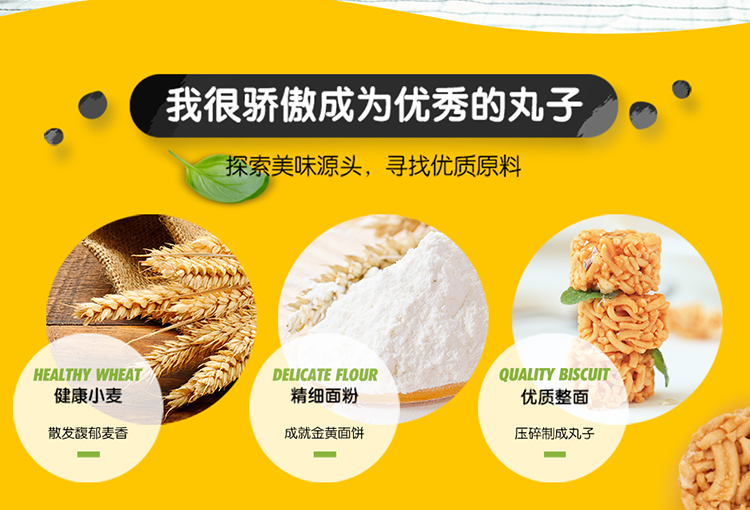 我很骄傲成为优秀的丸子
探索美味源头，寻找优质原料
HEALTHY WHEAT
健康小麦
散发馥郁麦香
DELICATE FLOUR
精细面粉
成就金黄面饼
QUALITY BISCUIT
优质整面
压碎制成丸子